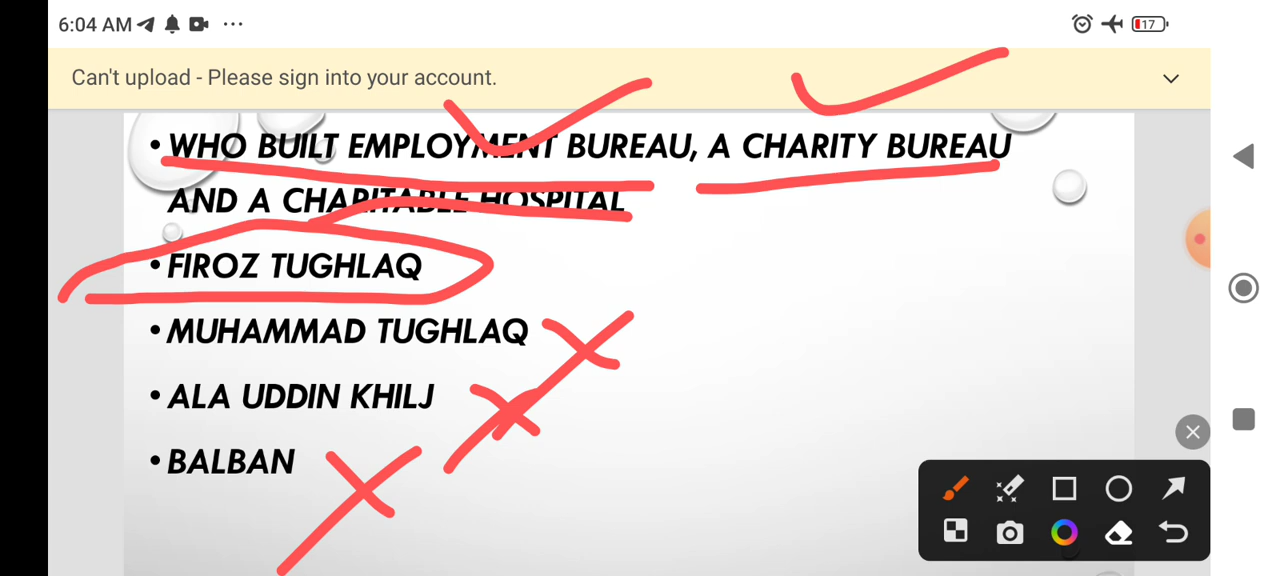 6:04 AM ... 17
Can't upload - Please sign into your account.
• WHO BUILT EMPLOYMENT BUREAU, A CHARITY BUREAU
AND A CHARITABLE HOSPITAL
• FIROZ TUGHLAQ
• MUHAMMAD TUGHLAQ
• ALA UDDIN KHILJ
• BALBAN